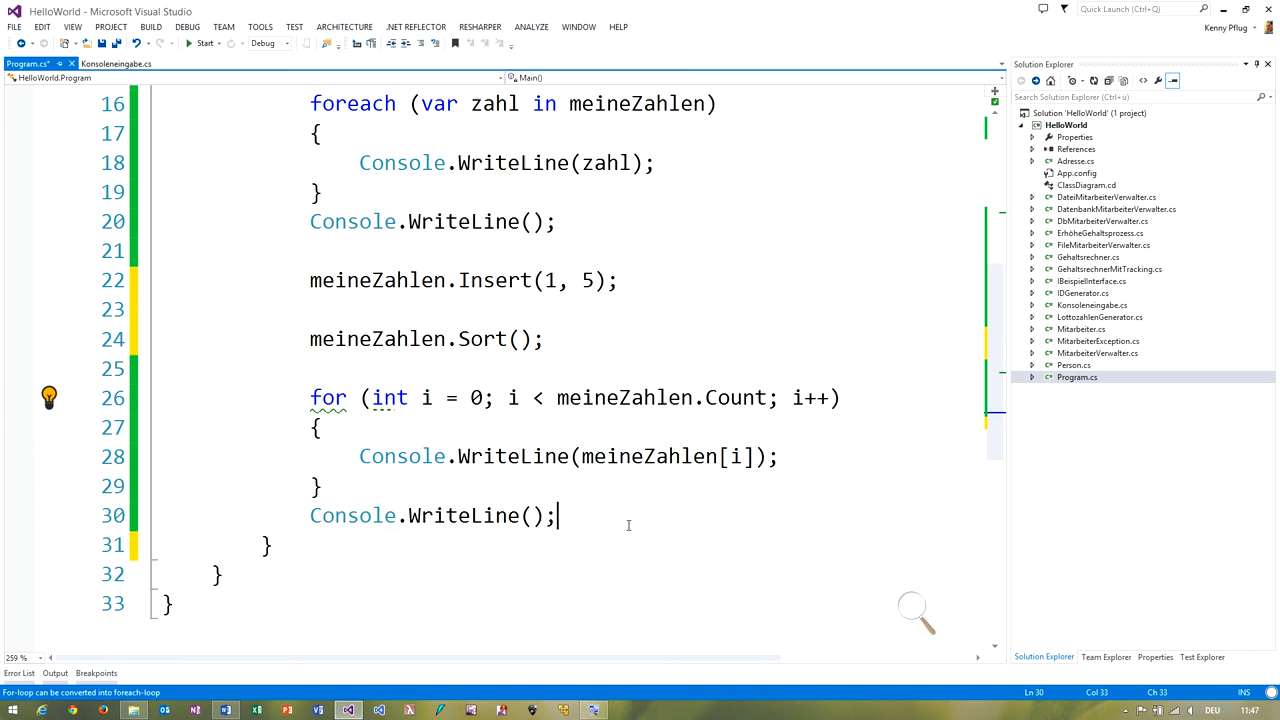 HelloWorld - Microsoft Visual Studio
Quick Launch (Ctrl+Q)
FILE EDIT VIEW PROJECT BUILD DEBUG TEAM TOOLS TEST ARCHITECTURE .NET REFLECTOR RESHARPER ANALYZE WINDOW HELP
Kenny Pflug
Start Debug
Program.cs* Konsoleneingabe.cs
HelloWorld.Program Main()
16 foreach (var zahl in meineZahlen)
17 {
18 Console.WriteLine(zahl);
19 }
20 Console.WriteLine();
21
22 meineZahlen.Insert(1, 5);
23
24 meineZahlen.Sort();
25
26 for (int i = 0; i < meineZahlen.Count; i++)
27 {
28 Console.WriteLine(meineZahlen[i]);
29 }
30 Console.WriteLine();
31 }
32 }
33 }
259 %
Error List Output Breakpoints
Solution Explorer
Search Solution Explorer (Ctrl+ü)
Solution 'HelloWorld' (1 project)
HelloWorld
Properties
References
Adresse.cs
App.config
ClassDiagram.cd
DateiMitarbeiterVerwalter.cs
DatenbankMitarbeiterVerwalter.cs
DbMitarbeiterVerwalter.cs
ErhöheGehaltsprozess.cs
FileMitarbeiterVerwalter.cs
Gehaltsrechner.cs
GehaltsrechnerMitTracking.cs
IBeispielInterface.cs
IDGenerator.cs
Konsoleneingabe.cs
LottozahlenGenerator.cs
Mitarbeiter.cs
MitarbeiterException.cs
MitarbeiterVerwalter.cs
Person.cs
Program.cs
Solution Explorer Team Explorer Properties Test Explorer
For-loop can be converted into foreach-loop Ln 30 Col 33 Ch 33 INS
DEU 11:47